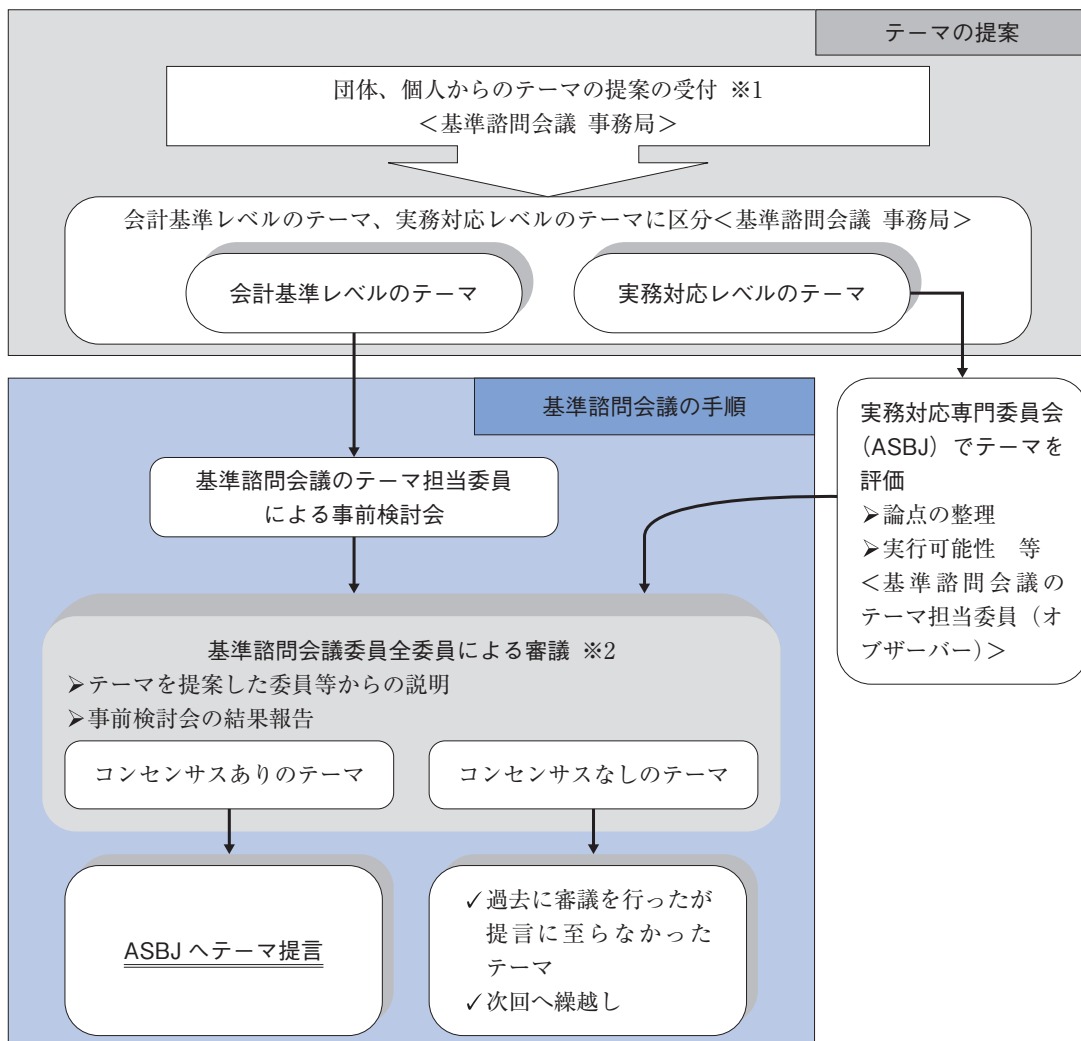 テーマの提案
団体、個人からのテーマの提案の受付 ※1
＜基準諮問会議 事務局＞
会計基準レベルのテーマ、実務対応レベルのテーマに区分＜基準諮問会議 事務局＞
会計基準レベルのテーマ
実務対応レベルのテーマ
基準諮問会議の手順
実務対応専門委員会
（ASBJ）でテーマを
評価
➢論点の整理
➢実行可能性　等
＜基準諮問会議の
テーマ担当委員（オ
ブザーバー）＞
基準諮問会議のテーマ担当委員
による事前検討会
基準諮問会議委員全委員による審議 ※2
➢テーマを提案した委員等からの説明
➢事前検討会の結果報告
コンセンサスありのテーマ
コンセンサスなしのテーマ
ASBJ へテーマ提言
✓過去に審議を行ったが
提言に至らなかった
テーマ
✓次回へ繰越し